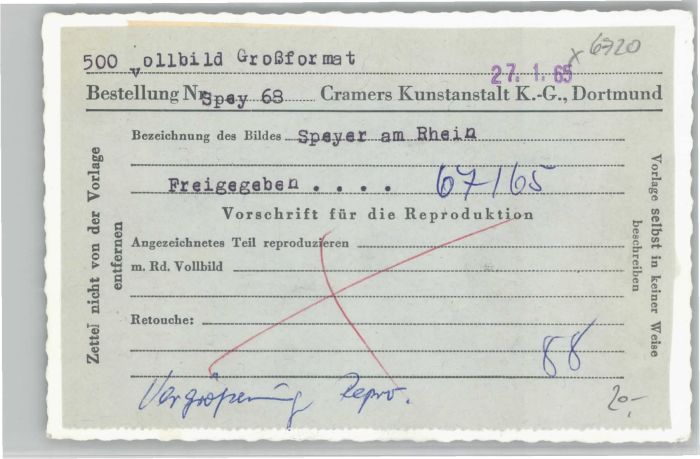 500 Vollbild Großformat
27. 1. 65
x 6720
Bestellung Nr. Spey 68 Cramers Kunstanstalt K.-G., Dortmund
Bezeichnung des Bildes Speyer am Rhein
Freigegeben . . . . 67/65
Vorschrift für die Reproduktion
Angezeichnetes Teil reproduzieren
m. Rd. Vollbild
Retouche:
88
Vergrößerung Repro.
20,-
Zettel nicht von der Vorlage
entfernen
Vorlage selbst in keiner Weise
beschreiben